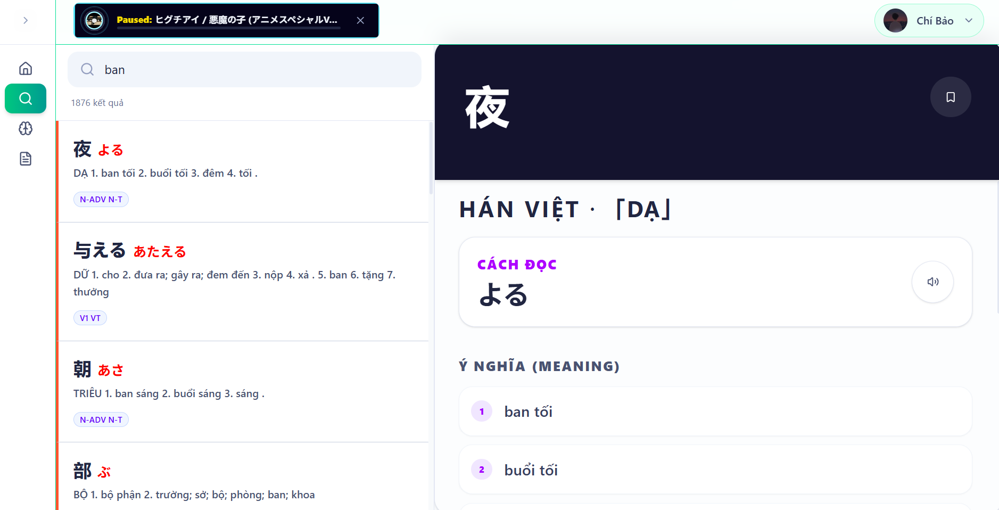 Paused: ヒグチアイ / 悪魔の子 (アニメスペシャルV...
Chí Bảo
ban
1876 kết quả
夜 よる
DẠ 1. ban tối 2. buổi tối 3. đêm 4. tối .
N-ADV N-T
与える あたえる
DỮ 1. cho 2. đưa ra; gây ra; đem đến 3. nộp 4. xả . 5. ban 6. tặng 7.
thưởng
V1 VT
朝 あさ
TRIÊU 1. ban sáng 2. buổi sáng 3. sáng .
N-ADV N-T
部 ぶ
BỘ 1. bộ phận 2. trường; sở; bộ; phòng; ban; khoa
夜
HÁN VIỆT · 「DẠ」
CÁCH ĐỌC
よる
Ý NGHĨA (MEANING)
1 ban tối
2 buổi tối